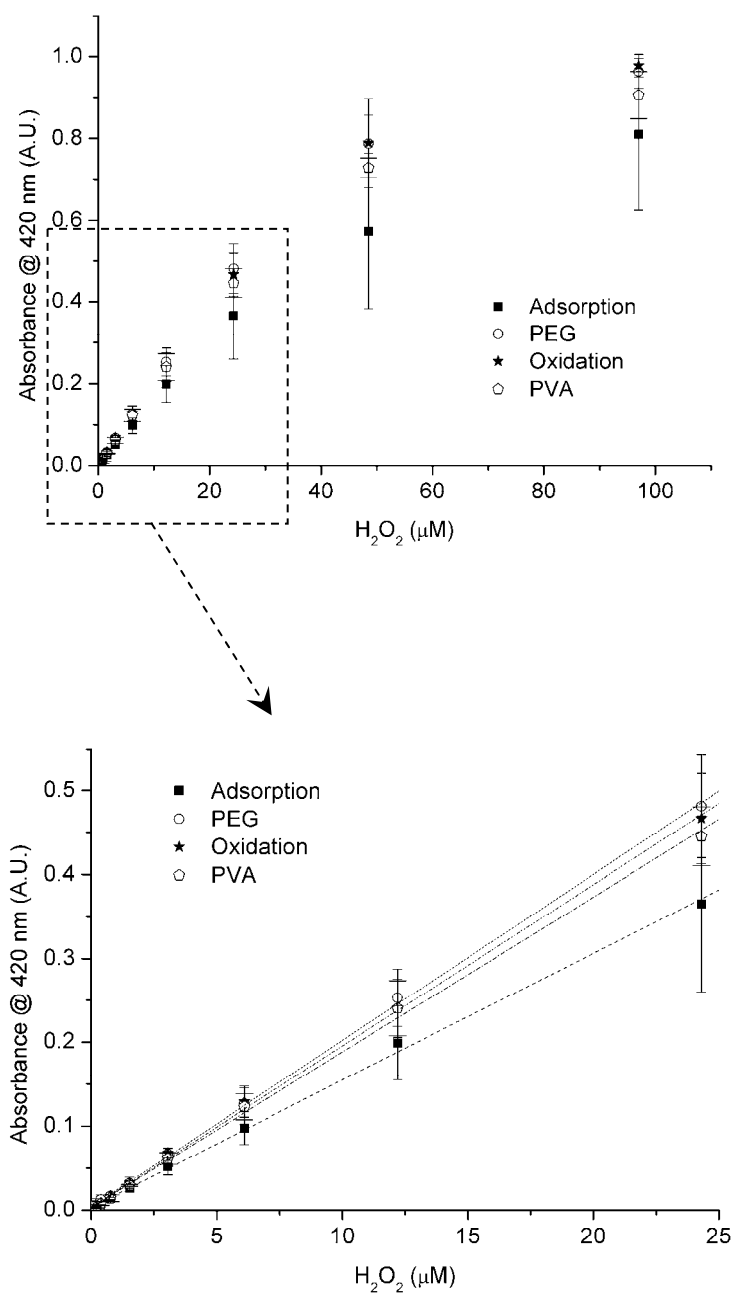 1.0
0.8
0.6
0.4
0.2
0.0
Absorbance @ 420 nm (A.U.)
Adsorption
PEG
Oxidation
PVA
0 20 40 60 80 100
H₂O₂ (μM)
0.5
0.4
0.3
0.2
0.1
0.0
Absorbance @ 420 nm (A.U.)
Adsorption
PEG
Oxidation
PVA
0 5 10 15 20 25
H₂O₂ (μM)